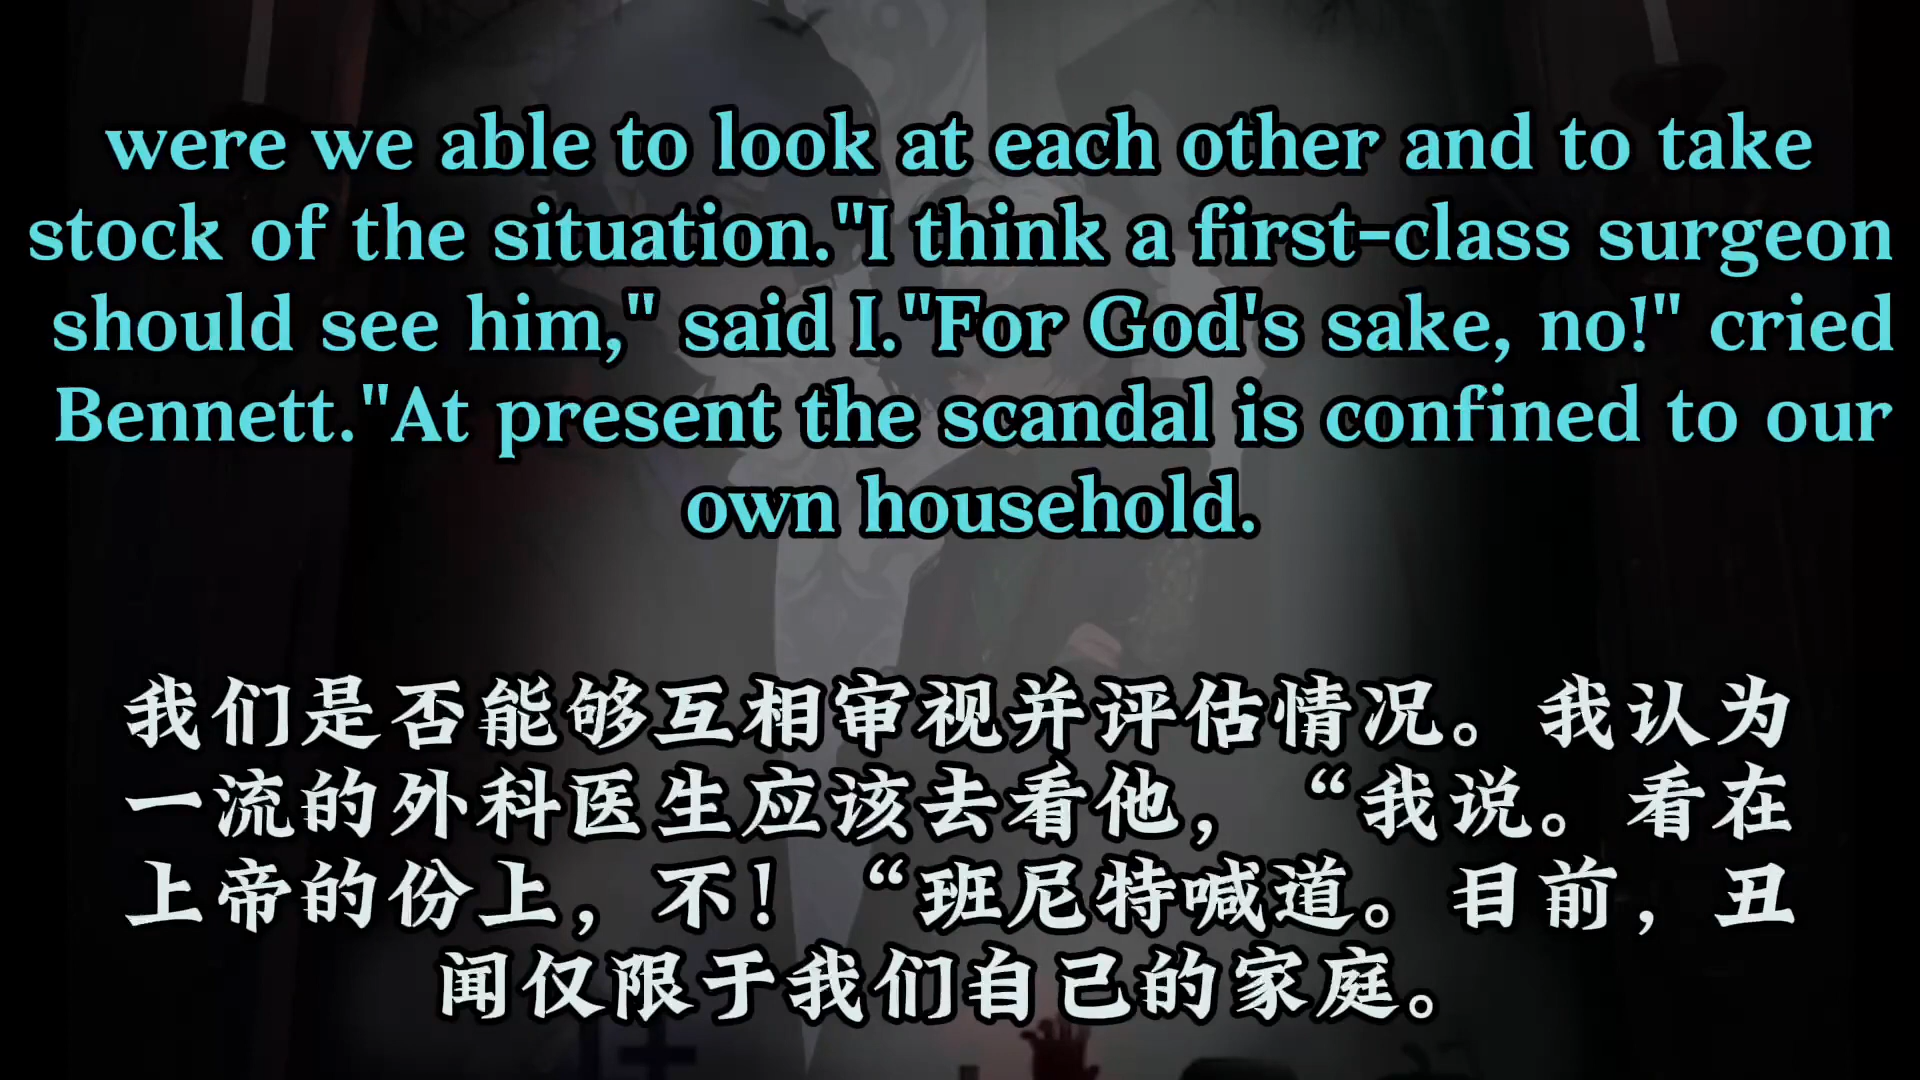 were we able to look at each other and to take
stock of the situation."I think a first-class surgeon
should see him," said I."For God's sake, no!" cried
Bennett."At present the scandal is confined to our
own household.
我们是否能够互相审视并评估情况。我认为
一流的外科医生应该去看他，“我说。看在
上帝的份上，不！“班尼特喊道。目前，丑
闻仅限于我们自己的家庭。